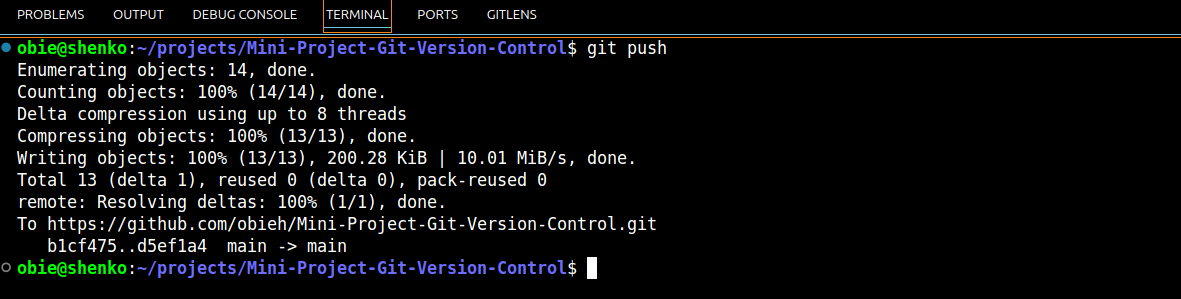 PROBLEMS OUTPUT DEBUG CONSOLE TERMINAL PORTS GITLENS
obie@shenko:~/projects/Mini-Project-Git-Version-Control$ git push
Enumerating objects: 14, done.
Counting objects: 100% (14/14), done.
Delta compression using up to 8 threads
Compressing objects: 100% (13/13), done.
Writing objects: 100% (13/13), 200.28 KiB | 10.01 MiB/s, done.
Total 13 (delta 1), reused 0 (delta 0), pack-reused 0
remote: Resolving deltas: 100% (1/1), done.
To https://github.com/obieh/Mini-Project-Git-Version-Control.git
   b1cf475..d5ef1a4  main -> main
obie@shenko:~/projects/Mini-Project-Git-Version-Control$